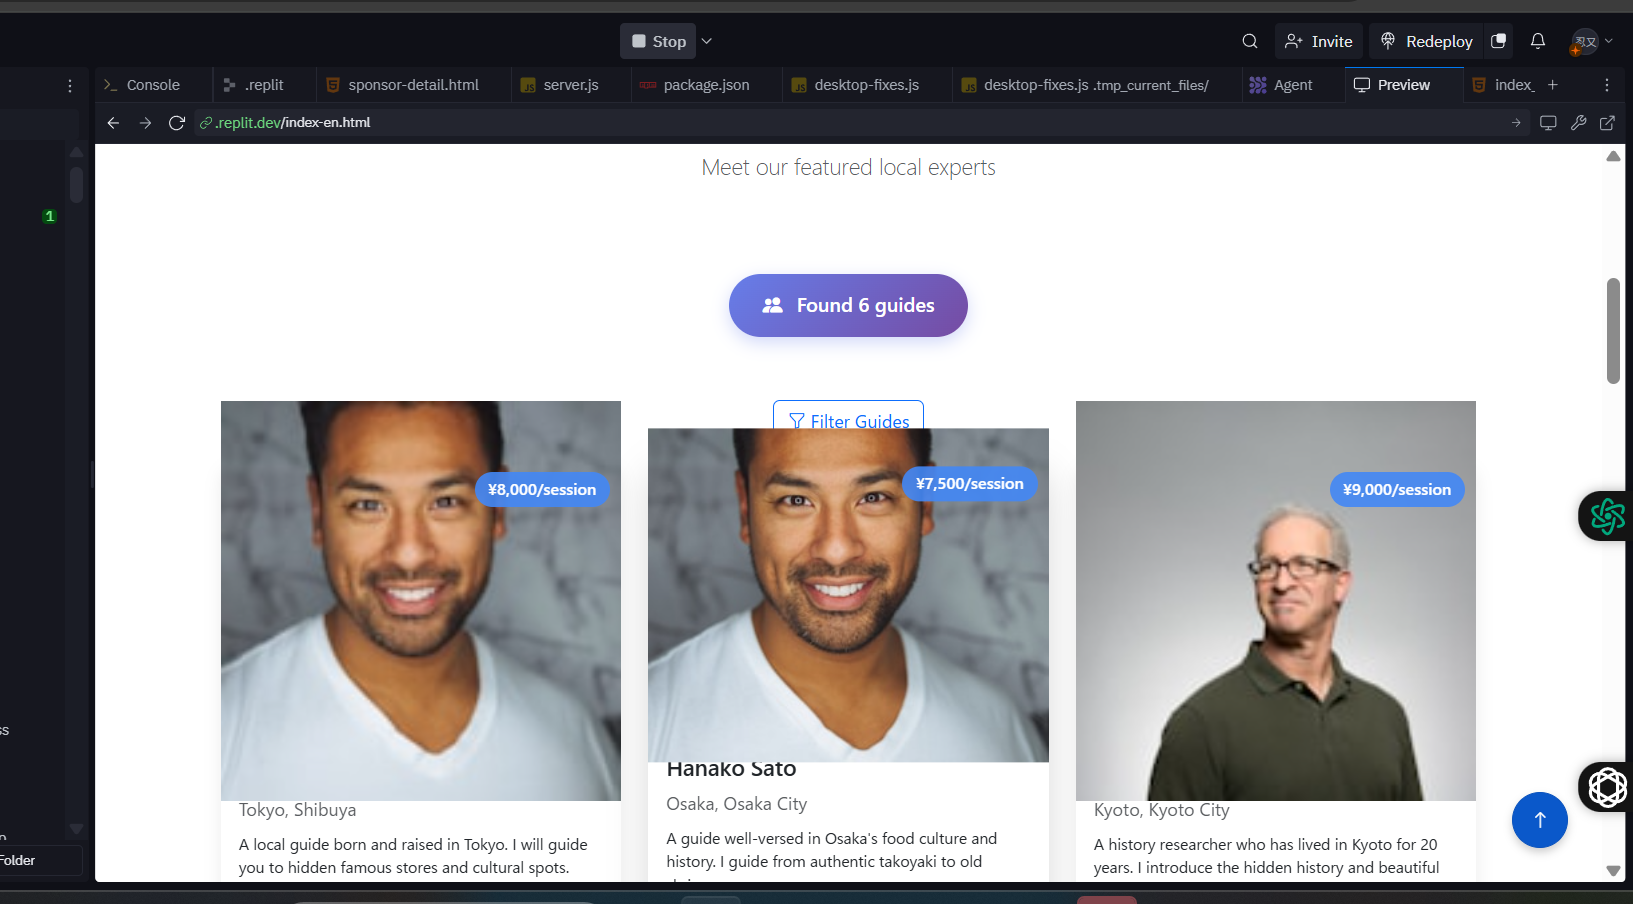 Stop
Invite
Redeploy
Console
.replit
sponsor-detail.html
server.js
package.json
desktop-fixes.js
desktop-fixes.js .tmp_current_files/
Agent
Preview
index_
.replit.dev/index-en.html
1
ss
Folder
Meet our featured local experts
Found 6 guides
Filter Guides
¥8,000/session
¥7,500/session
¥9,000/session
Tokyo, Shibuya
A local guide born and raised in Tokyo. I will guide
you to hidden famous stores and cultural spots.
Hanako Sato
Osaka, Osaka City
A guide well-versed in Osaka's food culture and
history. I guide from authentic takoyaki to old
Kyoto, Kyoto City
A history researcher who has lived in Kyoto for 20
years. I introduce the hidden history and beautiful